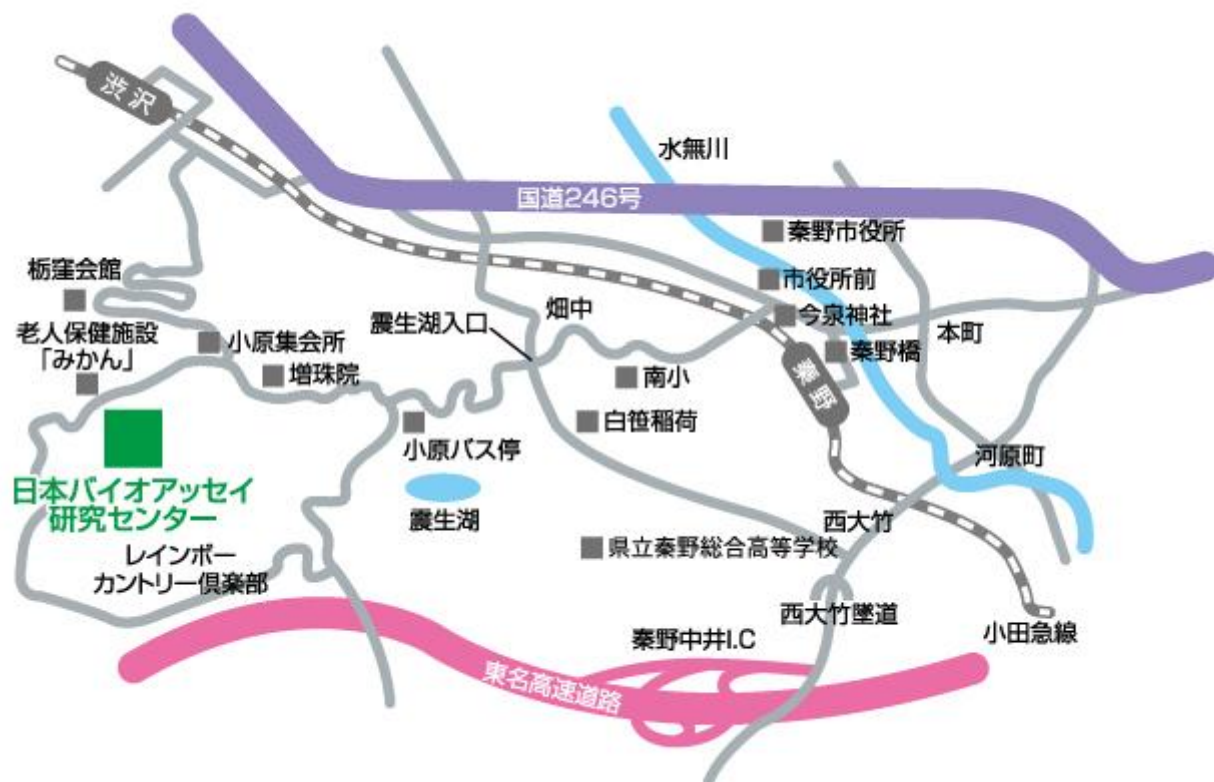 渋沢
水無川
国道246号
秦野市役所
栃窪会館
市役所前
畑中
震生湖入口
今泉神社
本町
老人保健施設
「みかん」
小原集会所
秦野橋
増珠院
南小
秦野
白笹稲荷
小原バス停
河原町
日本バイオアッセイ
研究センター
震生湖
西大竹
レインボー
カントリー倶楽部
県立秦野総合高等学校
西大竹墜道
小田急線
秦野中井I.C
東名高速道路